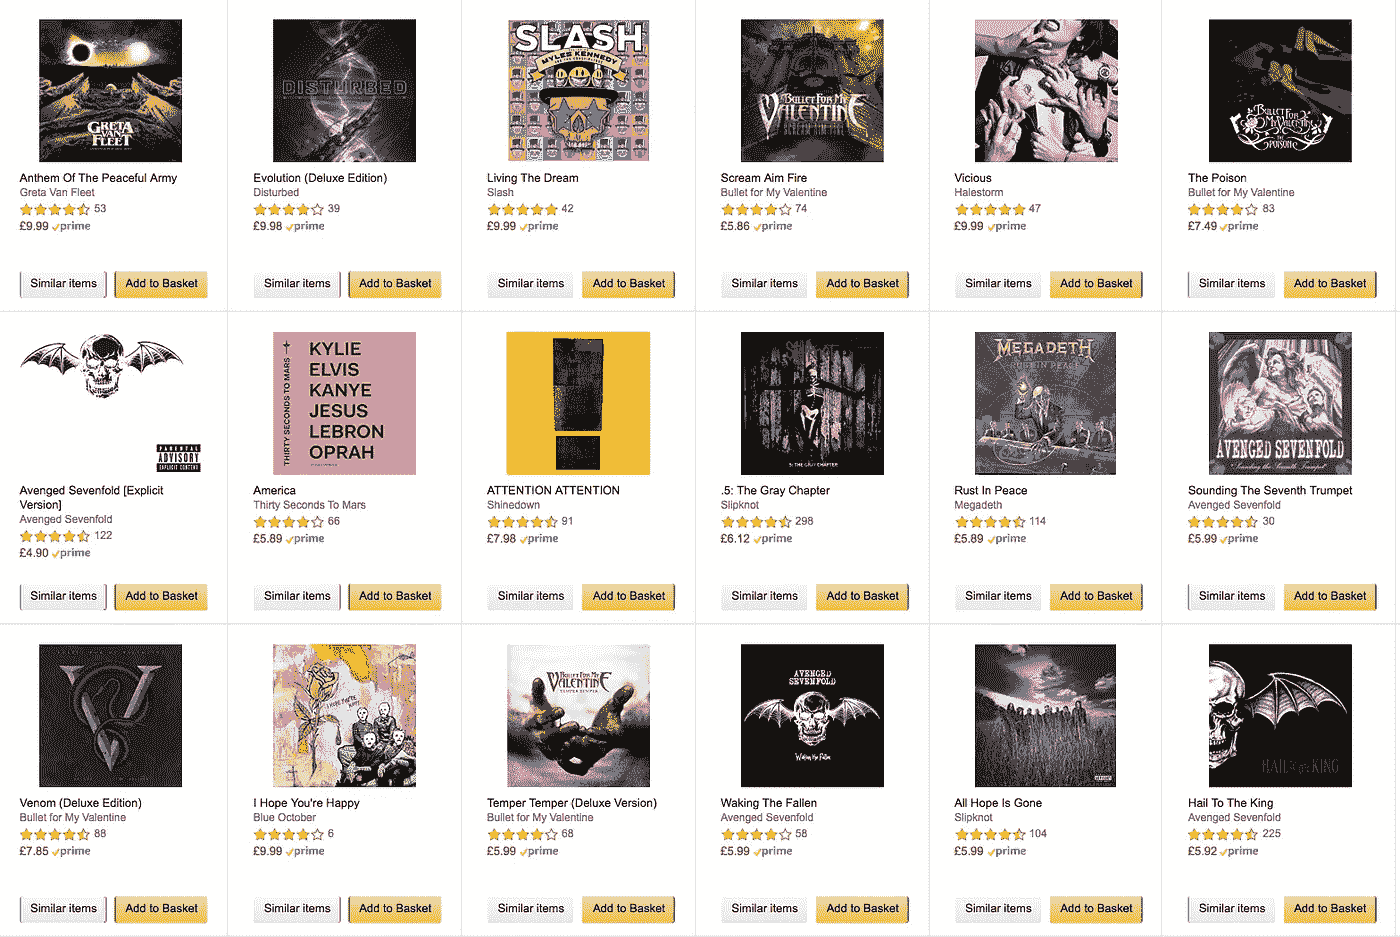 GRETA
VAN
FLEET
Anthem Of The Peaceful Army
Greta Van Fleet
53
£9.99 prime
Similar items Add to Basket
DISTURBED
Evolution (Deluxe Edition)
Disturbed
39
£9.98 prime
Similar items Add to Basket
SLASH
MYLES KENNEDY
Living The Dream
Slash
42
£9.99 prime
Similar items Add to Basket
BULLET FOR MY
VALENTINE
SCREAM AIM FIRE
Scream Aim Fire
Bullet for My Valentine
74
£5.86 prime
Similar items Add to Basket
Vicious
Halestorm
47
£9.99 prime
Similar items Add to Basket
BULLET FOR
MY VALENTINE
THE
POISON
The Poison
Bullet for My Valentine
83
£7.49 prime
Similar items Add to Basket
PARENTAL
ADVISORY
EXPLICIT CONTENT
Avenged Sevenfold [Explicit
Version]
Avenged Sevenfold
122
£4.90 prime
Similar items Add to Basket
THIRTY SECONDS TO MARS
KYLIE
ELVIS
KANYE
JESUS
LEBRON
OPRAH
America
Thirty Seconds To Mars
66
£5.89 prime
Similar items Add to Basket
ATTENTION ATTENTION
Shinedown
91
£7.98 prime
Similar items Add to Basket
.5: THE GRAY CHAPTER
.5: The Gray Chapter
Slipknot
298
£6.12 prime
Similar items Add to Basket
MEGADETH
RUST IN PEACE
Rust In Peace
Megadeth
114
£5.89 prime
Similar items Add to Basket
AVENGED SEVENFOLD
Sounding the Seventh Trumpet
Sounding The Seventh Trumpet
Avenged Sevenfold
30
£5.99 prime
Similar items Add to Basket
Venom (Deluxe Edition)
Bullet for My Valentine
88
£7.85 prime
Similar items Add to Basket
I HOPE YOU'RE
HAPPY
I Hope You're Happy
Blue October
6
£9.99 prime
Similar items Add to Basket
BULLET FOR MY
VALENTINE
TEMPER TEMPER
Temper Temper (Deluxe Version)
Bullet for My Valentine
68
£5.99 prime
Similar items Add to Basket
AVENGED
SEVENFOLD
Waking the Fallen
Waking The Fallen
Avenged Sevenfold
58
£5.99 prime
Similar items Add to Basket
All Hope Is Gone
Slipknot
104
£5.99 prime
Similar items Add to Basket
HAIL TO THE KING
Hail To The King
Avenged Sevenfold
225
£5.92 prime
Similar items Add to Basket